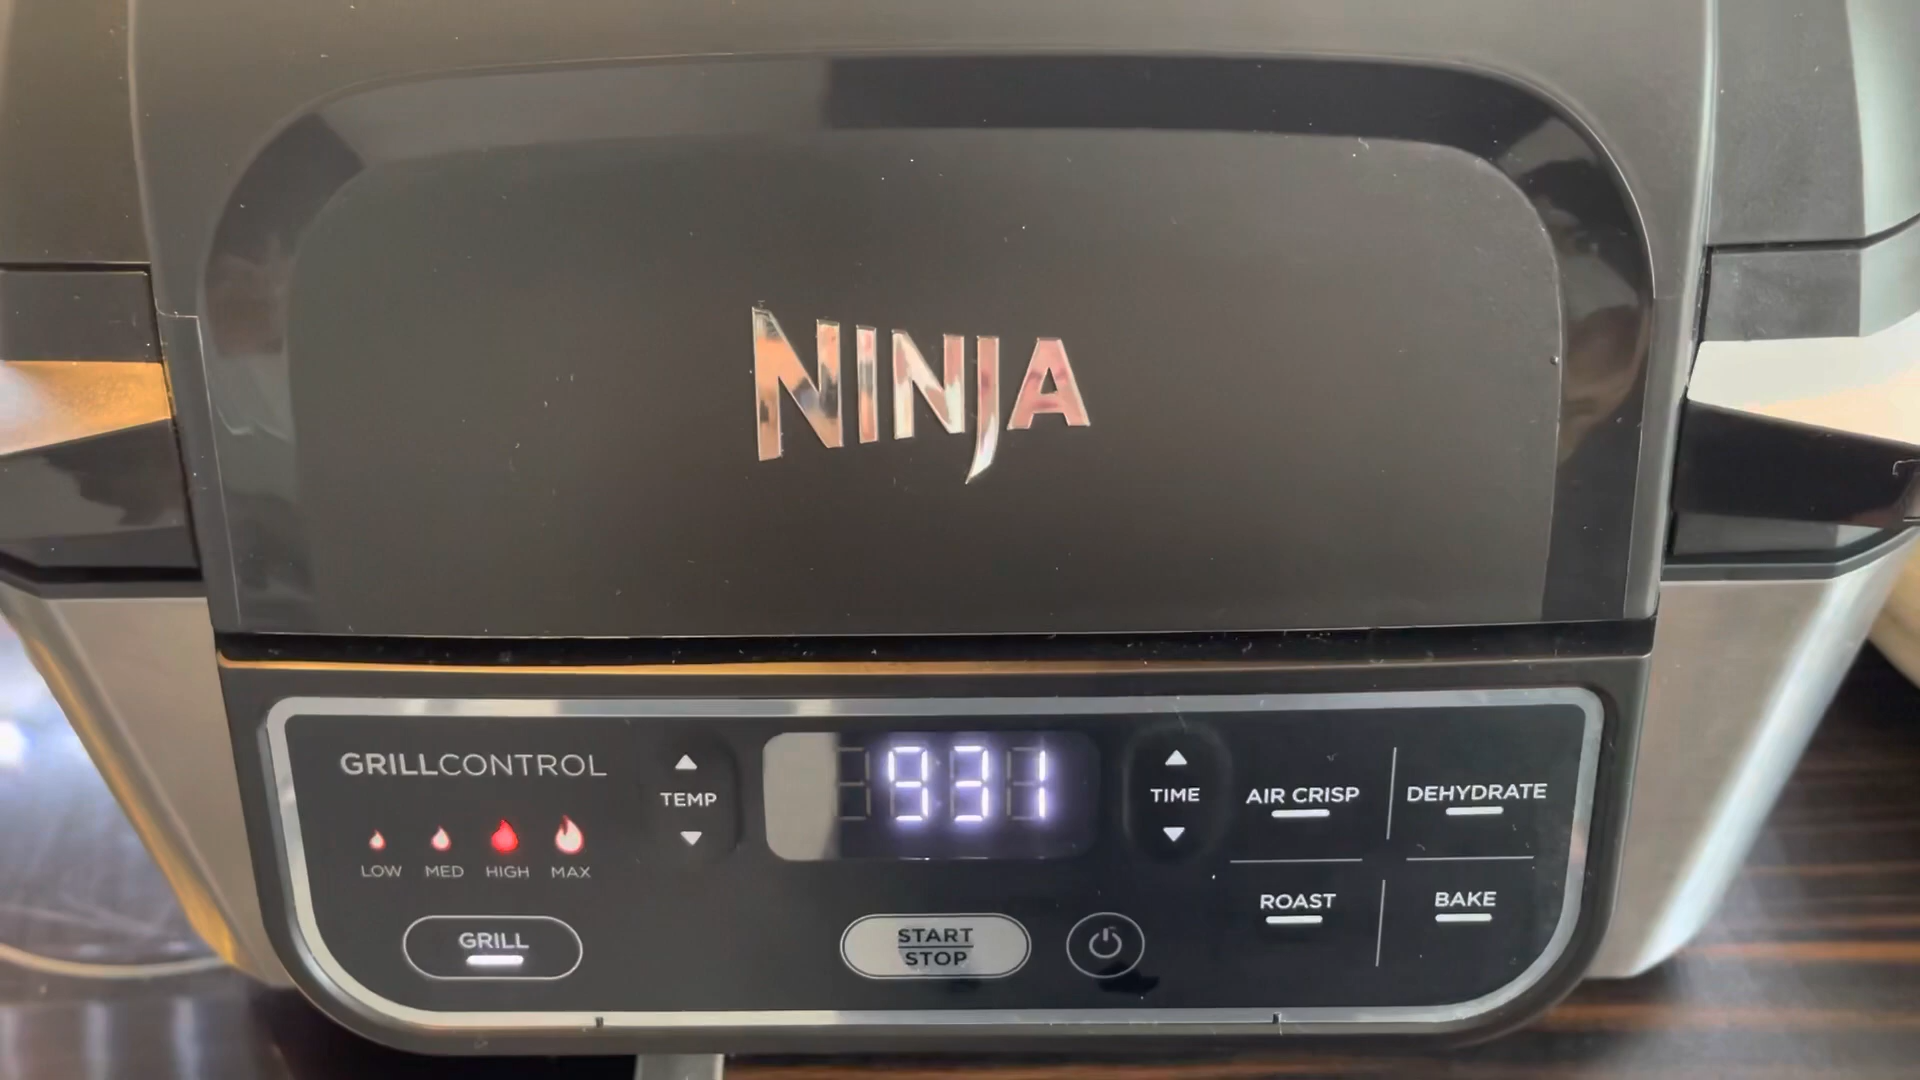 NINJA
GRILLCONTROL
TEMP
931
TIME
AIR CRISP
DEHYDRATE
LOW
MED
HIGH
MAX
ROAST
BAKE
GRILL
START
STOP